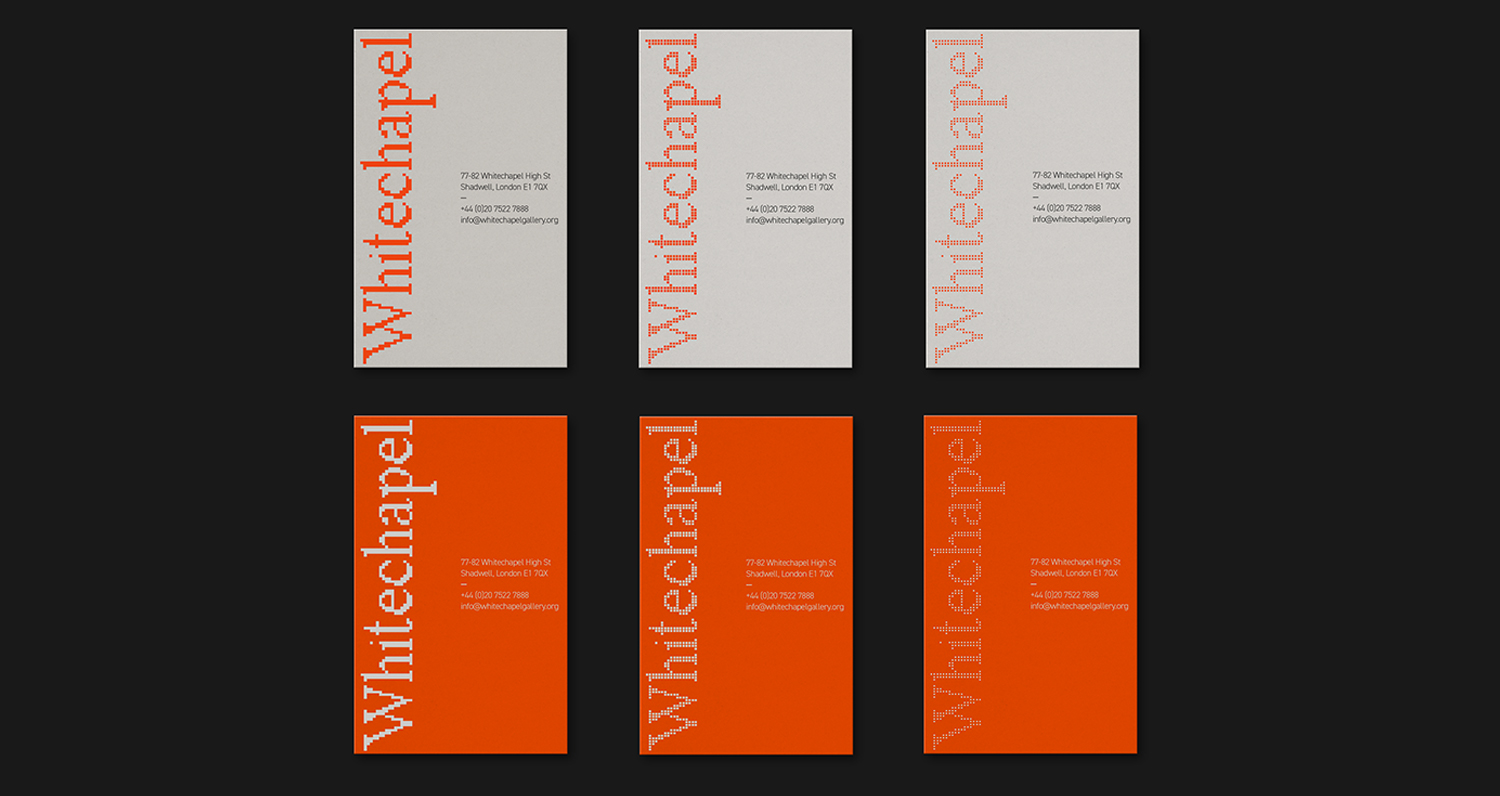 Whitechapel
77-82 Whitechapel High St
Shadwell, London E1 7QX
—
+44 (0)20 7522 7888
info@whitechapelgallery.org
Whitechapel
77-82 Whitechapel High St
Shadwell, London E1 7QX
—
+44 (0)20 7522 7888
info@whitechapelgallery.org
Whitechapel
77-82 Whitechapel High St
Shadwell, London E1 7QX
—
+44 (0)20 7522 7888
info@whitechapelgallery.org
Whitechapel
77-82 Whitechapel High St
Shadwell, London E1 7QX
—
+44 (0)20 7522 7888
info@whitechapelgallery.org
Whitechapel
77-82 Whitechapel High St
Shadwell, London E1 7QX
—
+44 (0)20 7522 7888
info@whitechapelgallery.org
Whitechapel
77-82 Whitechapel High St
Shadwell, London E1 7QX
—
+44 (0)20 7522 7888
info@whitechapelgallery.org